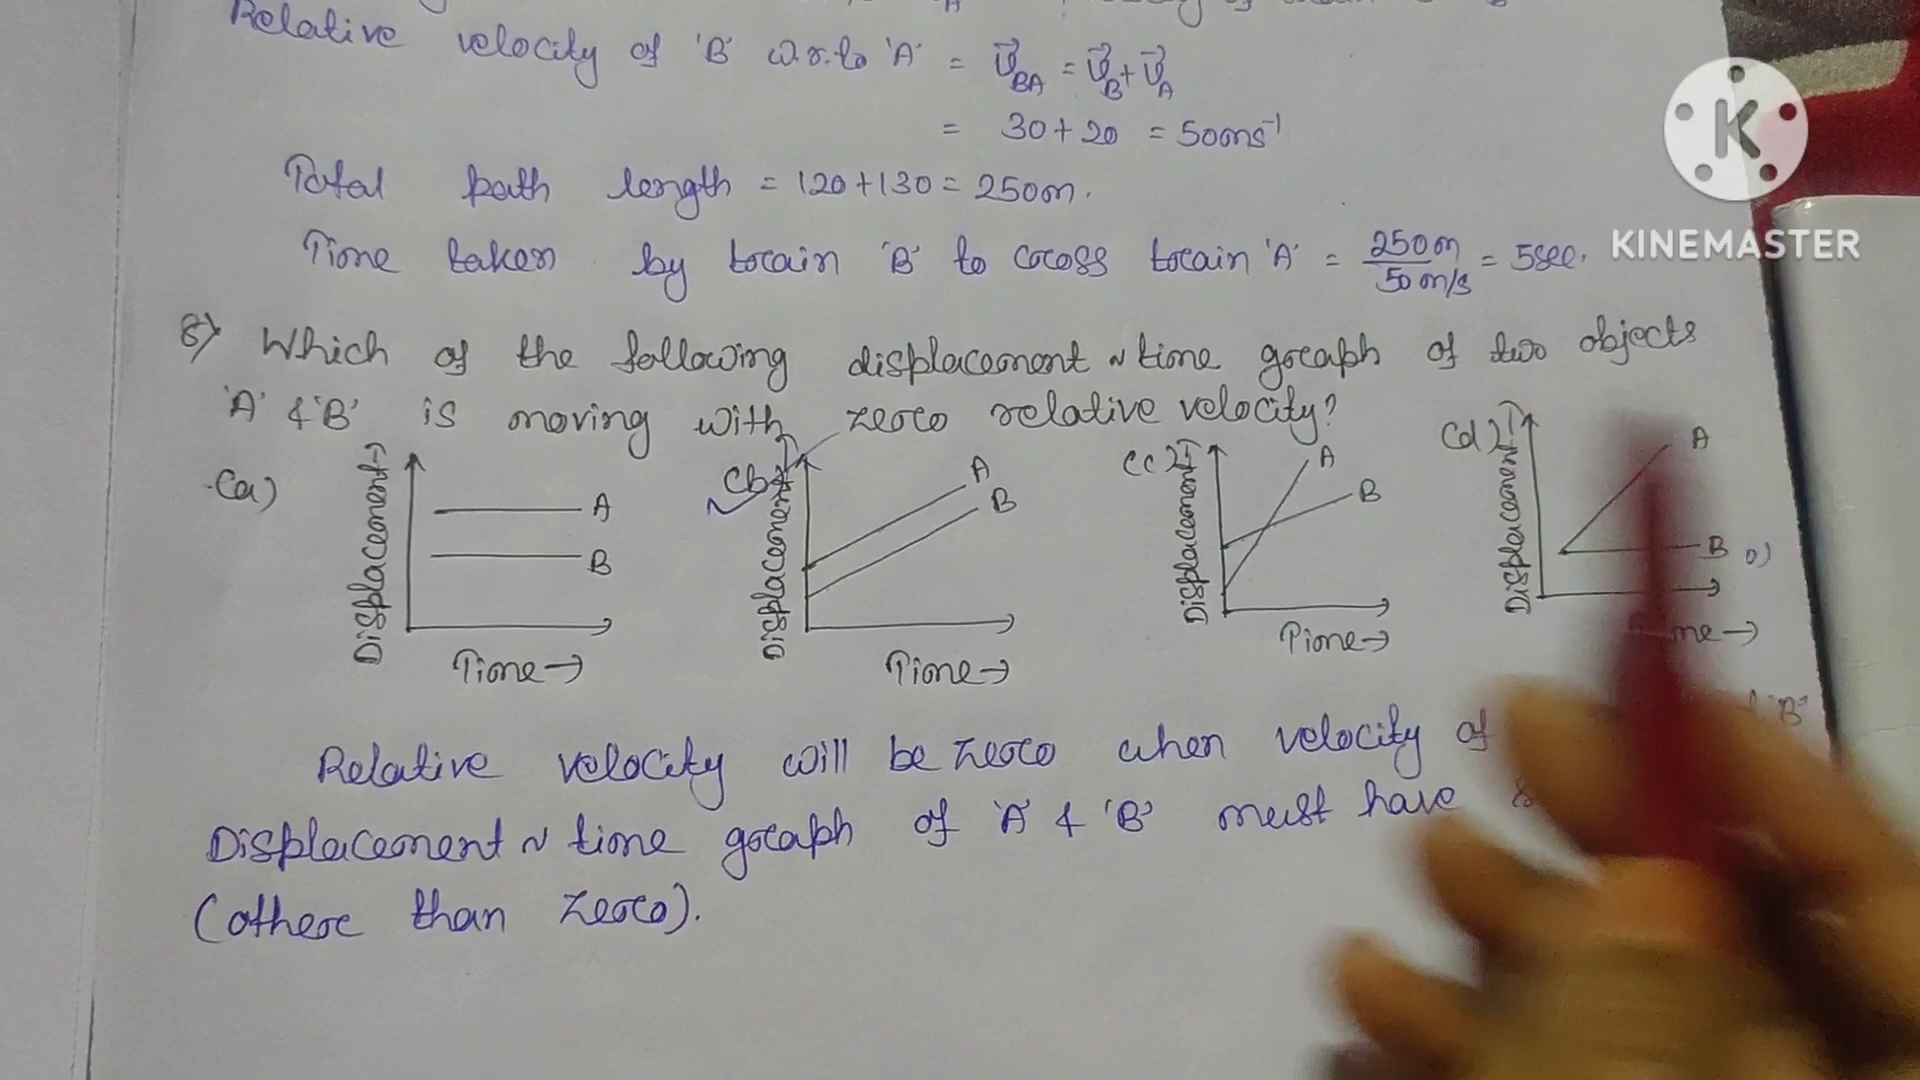 Relative velocity of 'B' w.r.to 'A' = V⃗BA = V⃗B + V⃗A
= 30 + 20 = 50ms⁻¹
Total path length = 120 + 130 = 250m.
Time taken by train 'B' to cross train 'A' = 250m / 50m/s = 5sec.
KINEMASTER
8) Which of the following displacement ~ time graph of two objects
'A' & 'B' is moving with zero relative velocity?
(a) Displacement→ A B Time→
(b) Displacement→ A B Time→
(c) Displacement→ A B Time→
(d) Displacement→ A B
Relative velocity will be zero when velocity of 'B'
Displacement ~ time graph of 'A' & 'B' must have
(other than zero).